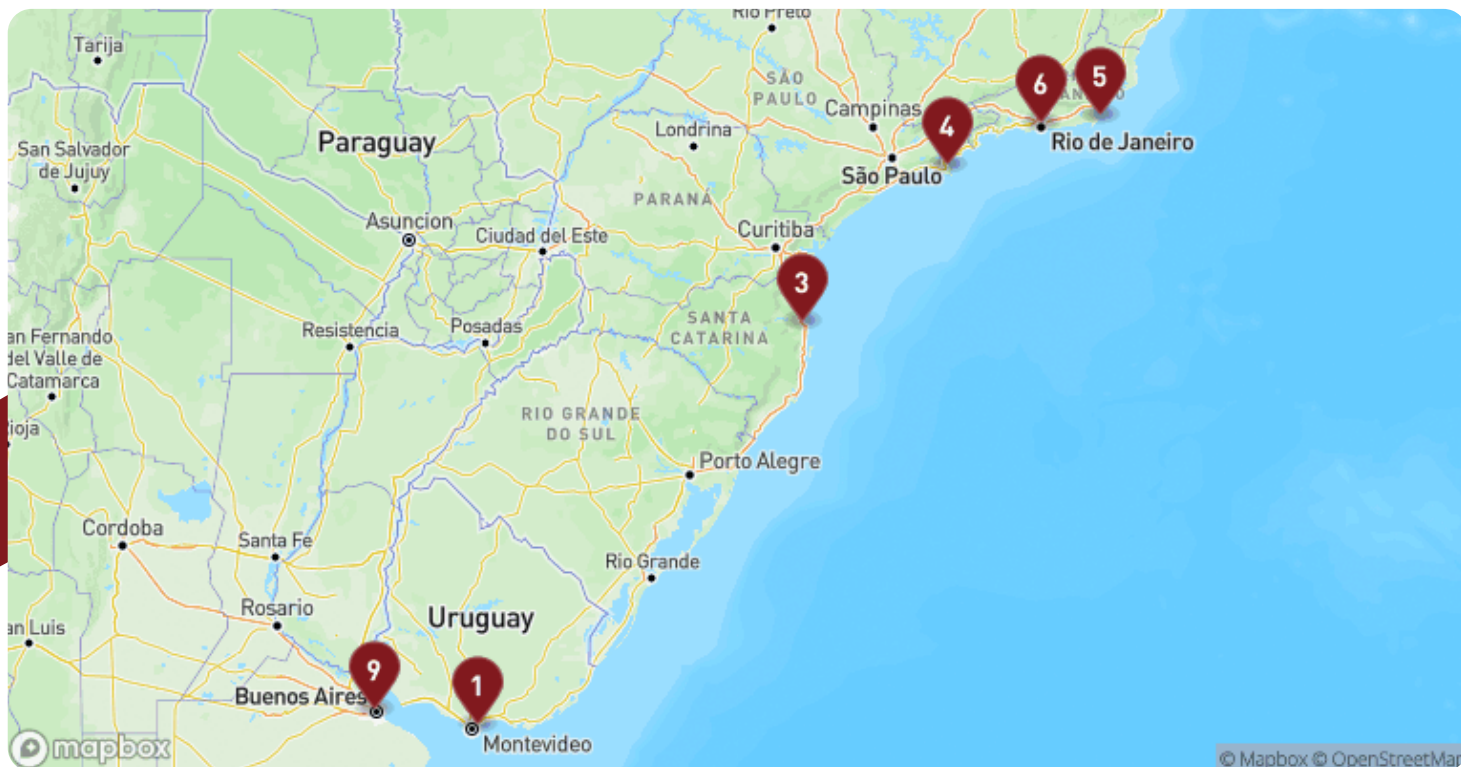 Rio Preto
Tarija
SÃO
PAULO
Campinas
6
5
4
Rio de Janeiro
São Paulo
Londrina
Paraguay
San Salvador
de Jujuy
PARANÁ
Asuncion
Ciudad del Este
Curitiba
3
SANTA
CATARINA
Resistencia
Posadas
an Fernando
del Valle de
Catamarca
ioja
RIO GRANDE
DO SUL
Porto Alegre
Cordoba
Santa Fe
Rio Grande
Rosario
Uruguay
an Luis
9
1
Buenos Aires
Montevideo
mapbox
© Mapbox © OpenStreetMap